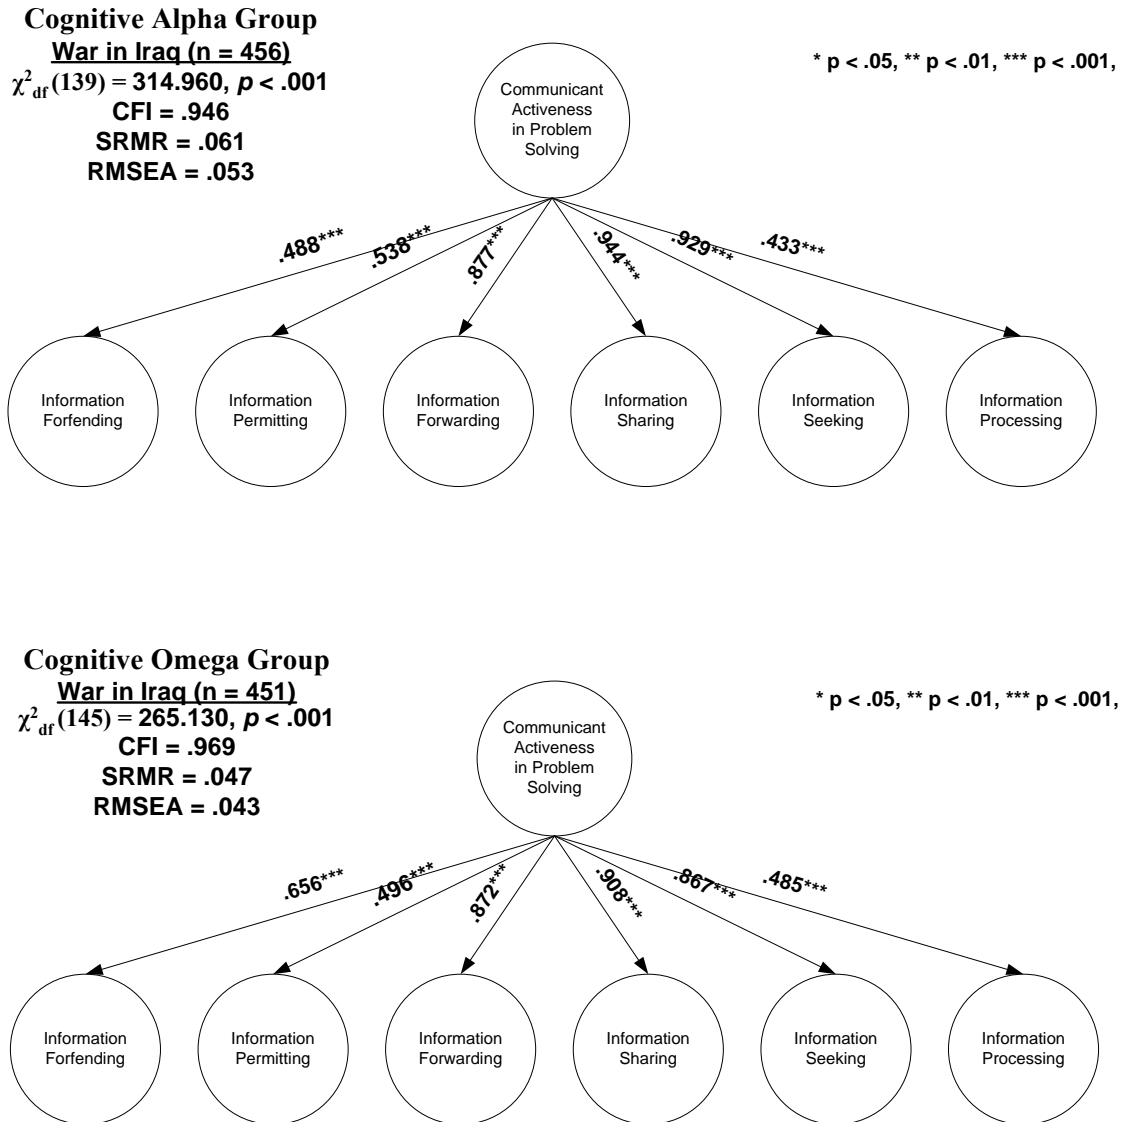 Cognitive Alpha Group
War in Iraq (n = 456)
χ²df (139) = 314.960, p < .001
CFI = .946
SRMR = .061
RMSEA = .053
* p < .05, ** p < .01, *** p < .001,
Communicant
Activeness
in Problem
Solving
.488***
.538***
.877***
.944***
.929***
.433***
Information
Forfending
Information
Permitting
Information
Forwarding
Information
Sharing
Information
Seeking
Information
Processing
Cognitive Omega Group
War in Iraq (n = 451)
χ²df (145) = 265.130, p < .001
CFI = .969
SRMR = .047
RMSEA = .043
* p < .05, ** p < .01, *** p < .001,
Communicant
Activeness
in Problem
Solving
.656***
.496***
.872***
.908***
.867***
.485***
Information
Forfending
Information
Permitting
Information
Forwarding
Information
Sharing
Information
Seeking
Information
Processing